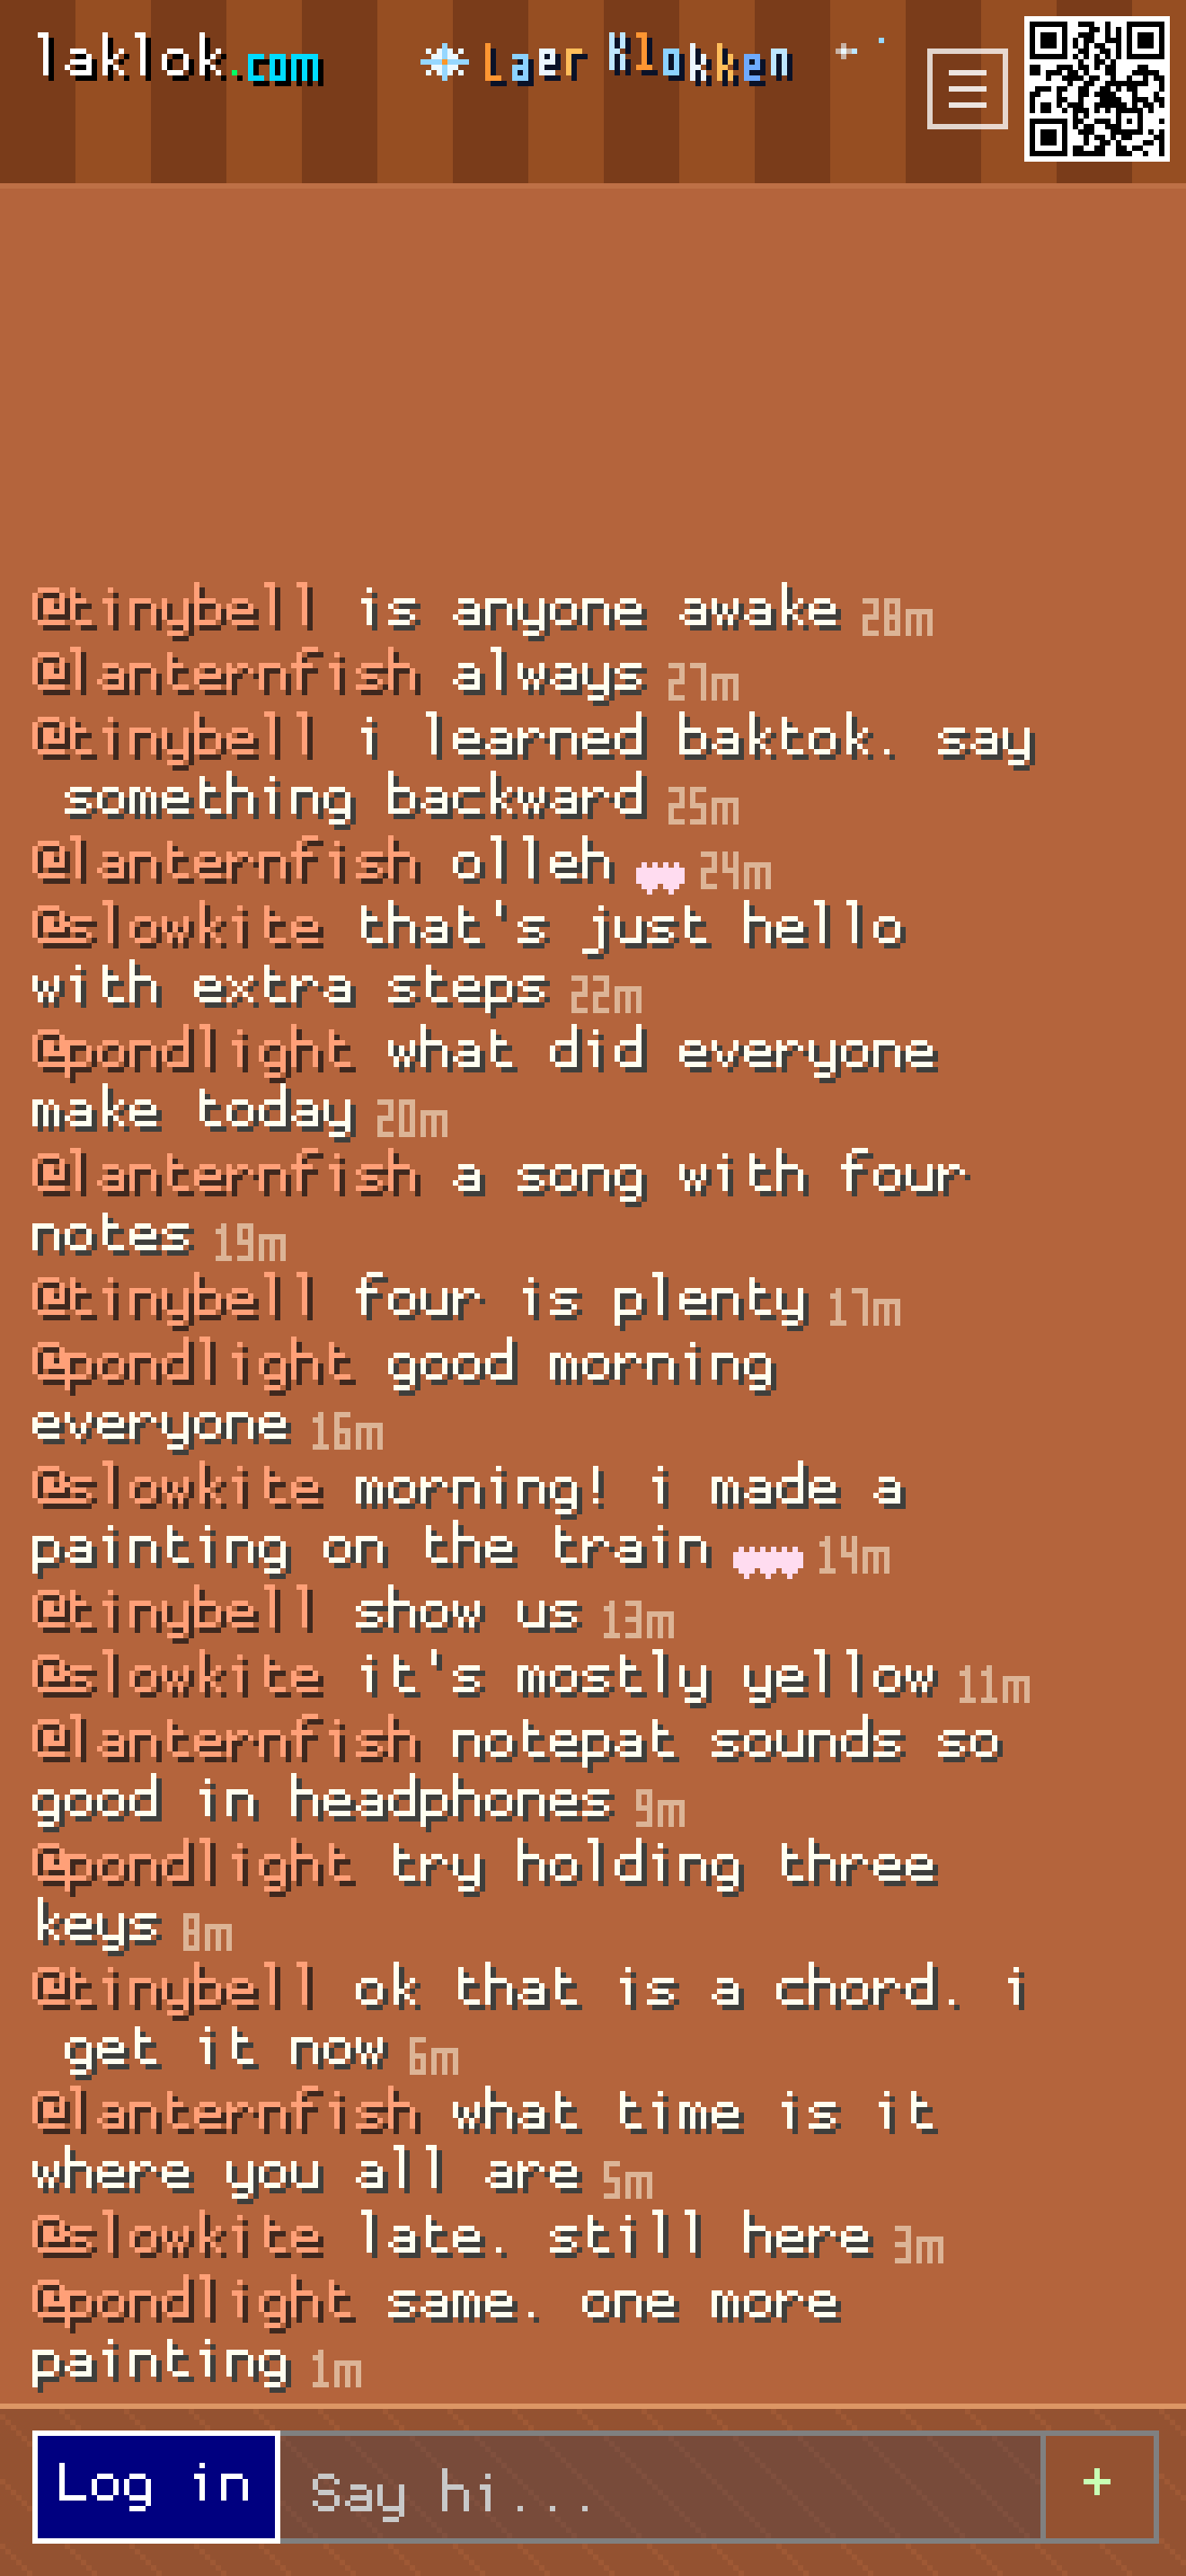 laklok.com
Laer Klokken
@tinybell is anyone awake 28m
@lanternfish always 27m
@tinybell i learned baktok. say
something backward 25m
@lanternfish olleh 24m
@slowkite that's just hello
with extra steps 22m
@pondlight what did everyone
make today 20m
@lanternfish a song with four
notes 19m
@tinybell four is plenty 17m
@pondlight good morning
everyone 16m
@slowkite morning! i made a
painting on the train 14m
@tinybell show us 13m
@slowkite it's mostly yellow 11m
@lanternfish notepat sounds so
good in headphones 9m
@pondlight try holding three
keys 8m
@tinybell ok that is a chord. i
get it now 6m
@lanternfish what time is it
where you all are 5m
@slowkite late. still here 3m
@pondlight same. one more
painting 1m
Log in Say hi... +